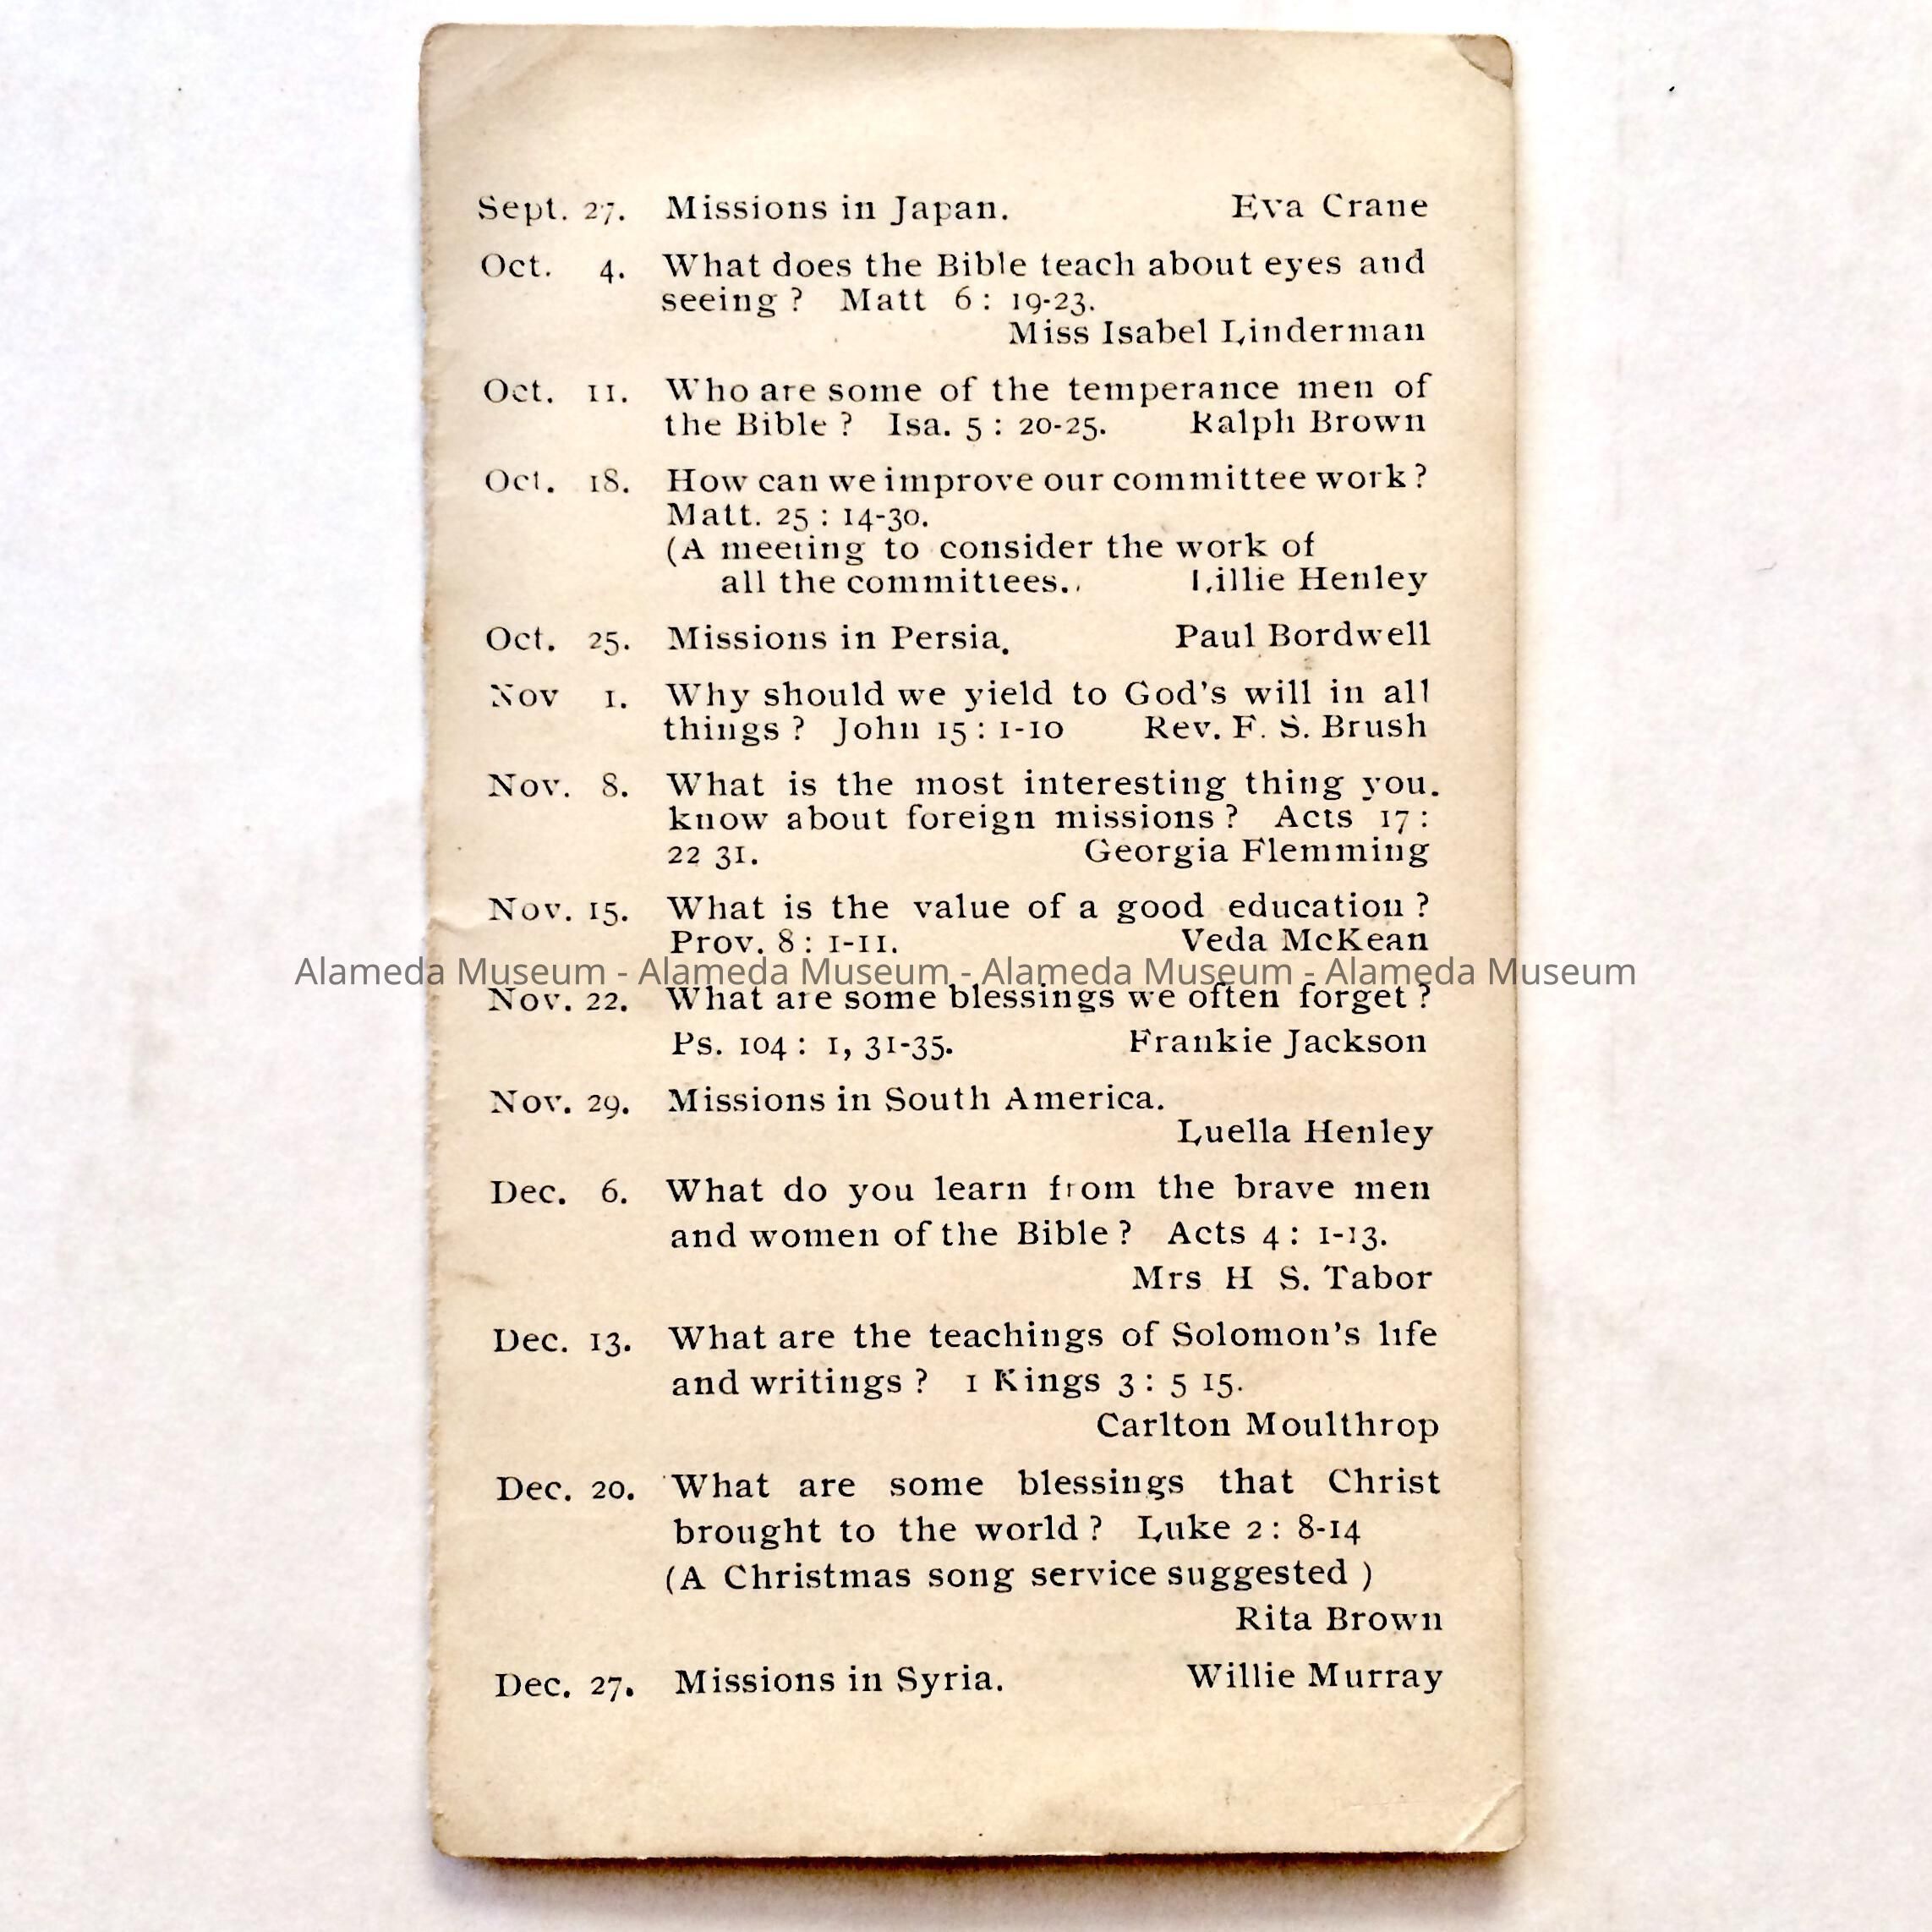 Sept. 27. Missions in Japan. Eva Crane
Oct. 4. What does the Bible teach about eyes and
seeing ? Matt 6 : 19-23.
Miss Isabel Linderman
Oct. 11. Who are some of the temperance men of
the Bible ? Isa. 5 : 20-25. Ralph Brown
Oct. 18. How can we improve our committee work ?
Matt. 25 : 14-30.
(A meeting to consider the work of
all the committees.. Lillie Henley
Oct. 25. Missions in Persia. Paul Bordwell
Nov 1. Why should we yield to God's will in all
things ? John 15 : 1-10 Rev. F. S. Brush
Nov. 8. What is the most interesting thing you.
know about foreign missions ? Acts 17 :
22 31. Georgia Flemming
Nov. 15. What is the value of a good education ?
Prov. 8 : 1-11. Veda McKean
Alameda Museum - Alameda Museum - Alameda Museum - Alameda Museum
Nov. 22. What are some blessings we often forget ?
Ps. 104 : 1, 31-35. Frankie Jackson
Nov. 29. Missions in South America.
Luella Henley
Dec. 6. What do you learn from the brave men
and women of the Bible ? Acts 4 : 1-13.
Mrs H S. Tabor
Dec. 13. What are the teachings of Solomon's life
and writings ? 1 Kings 3 : 5 15.
Carlton Moulthrop
Dec. 20. What are some blessings that Christ
brought to the world ? Luke 2 : 8-14
(A Christmas song service suggested )
Rita Brown
Dec. 27. Missions in Syria. Willie Murray